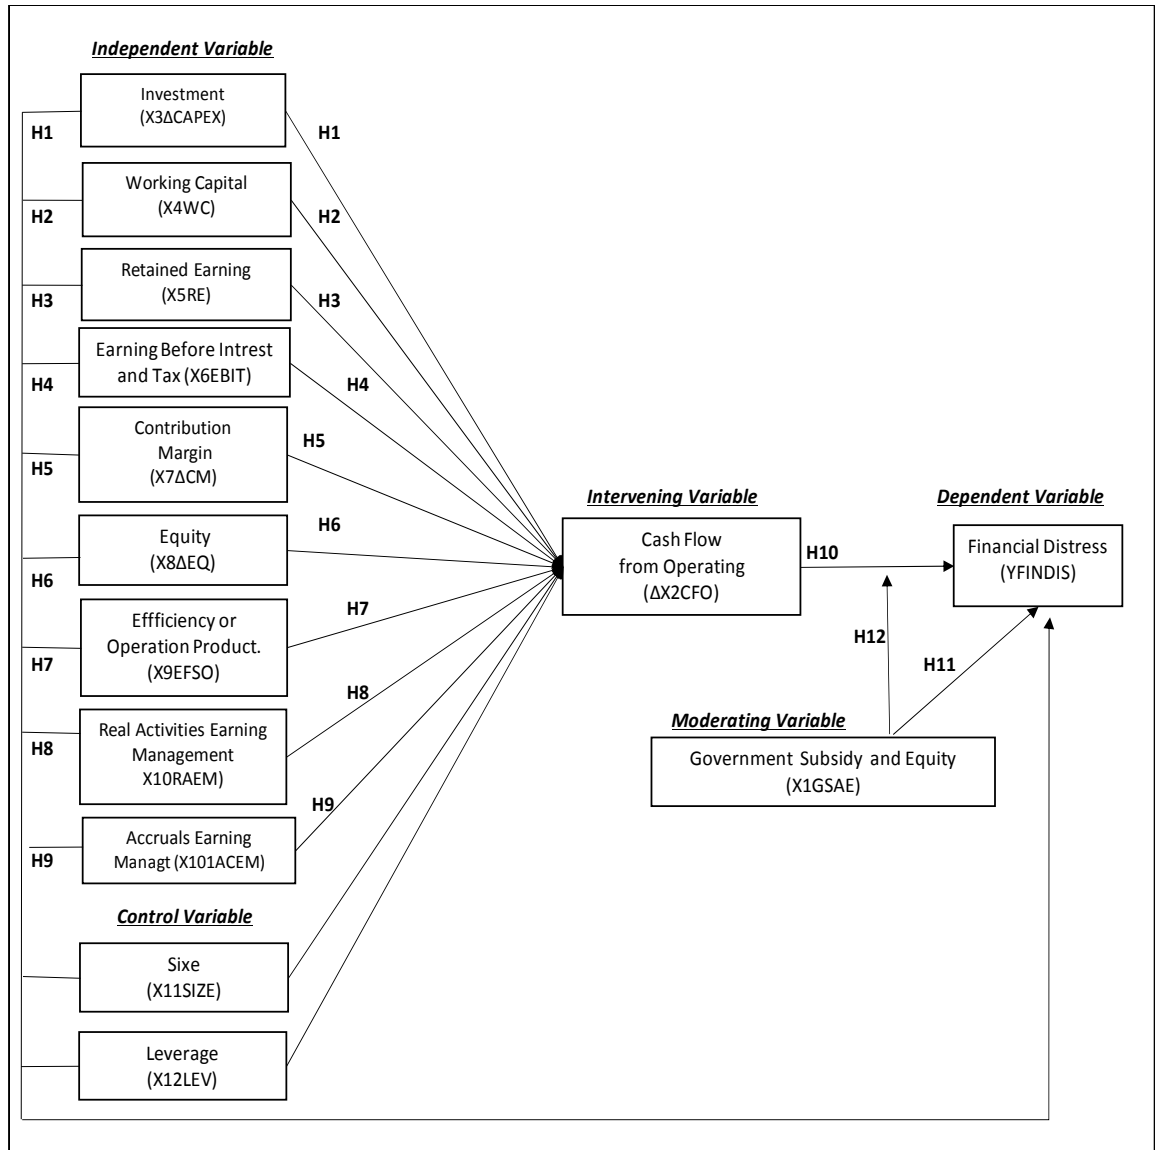 Independent Variable
Investment
(X3ΔCAPEX)
H1
H1
Working Capital
(X4WC)
H2
H2
Retained Earning
(X5RE)
H3
H3
Earning Before Intrest
and Tax (X6EBIT)
H4
H4
Contribution
Margin
(X7ΔCM)
H5
H5
Equity
(X8ΔEQ)
H6
H6
Effficiency or
Operation Product.
(X9EFSO)
H7
H7
Real Activities Earning
Management
X10RAEM)
H8
H8
Accruals Earning
Managt (X101ACEM)
H9
H9
Control Variable
Sixe
(X11SIZE)
Leverage
(X12LEV)
Intervening Variable
Cash Flow
from Operating
(ΔX2CFO)
H10
Dependent Variable
Financial Distress
(YFINDIS)
H12
H11
Moderating Variable
Government Subsidy and Equity
(X1GSAE)